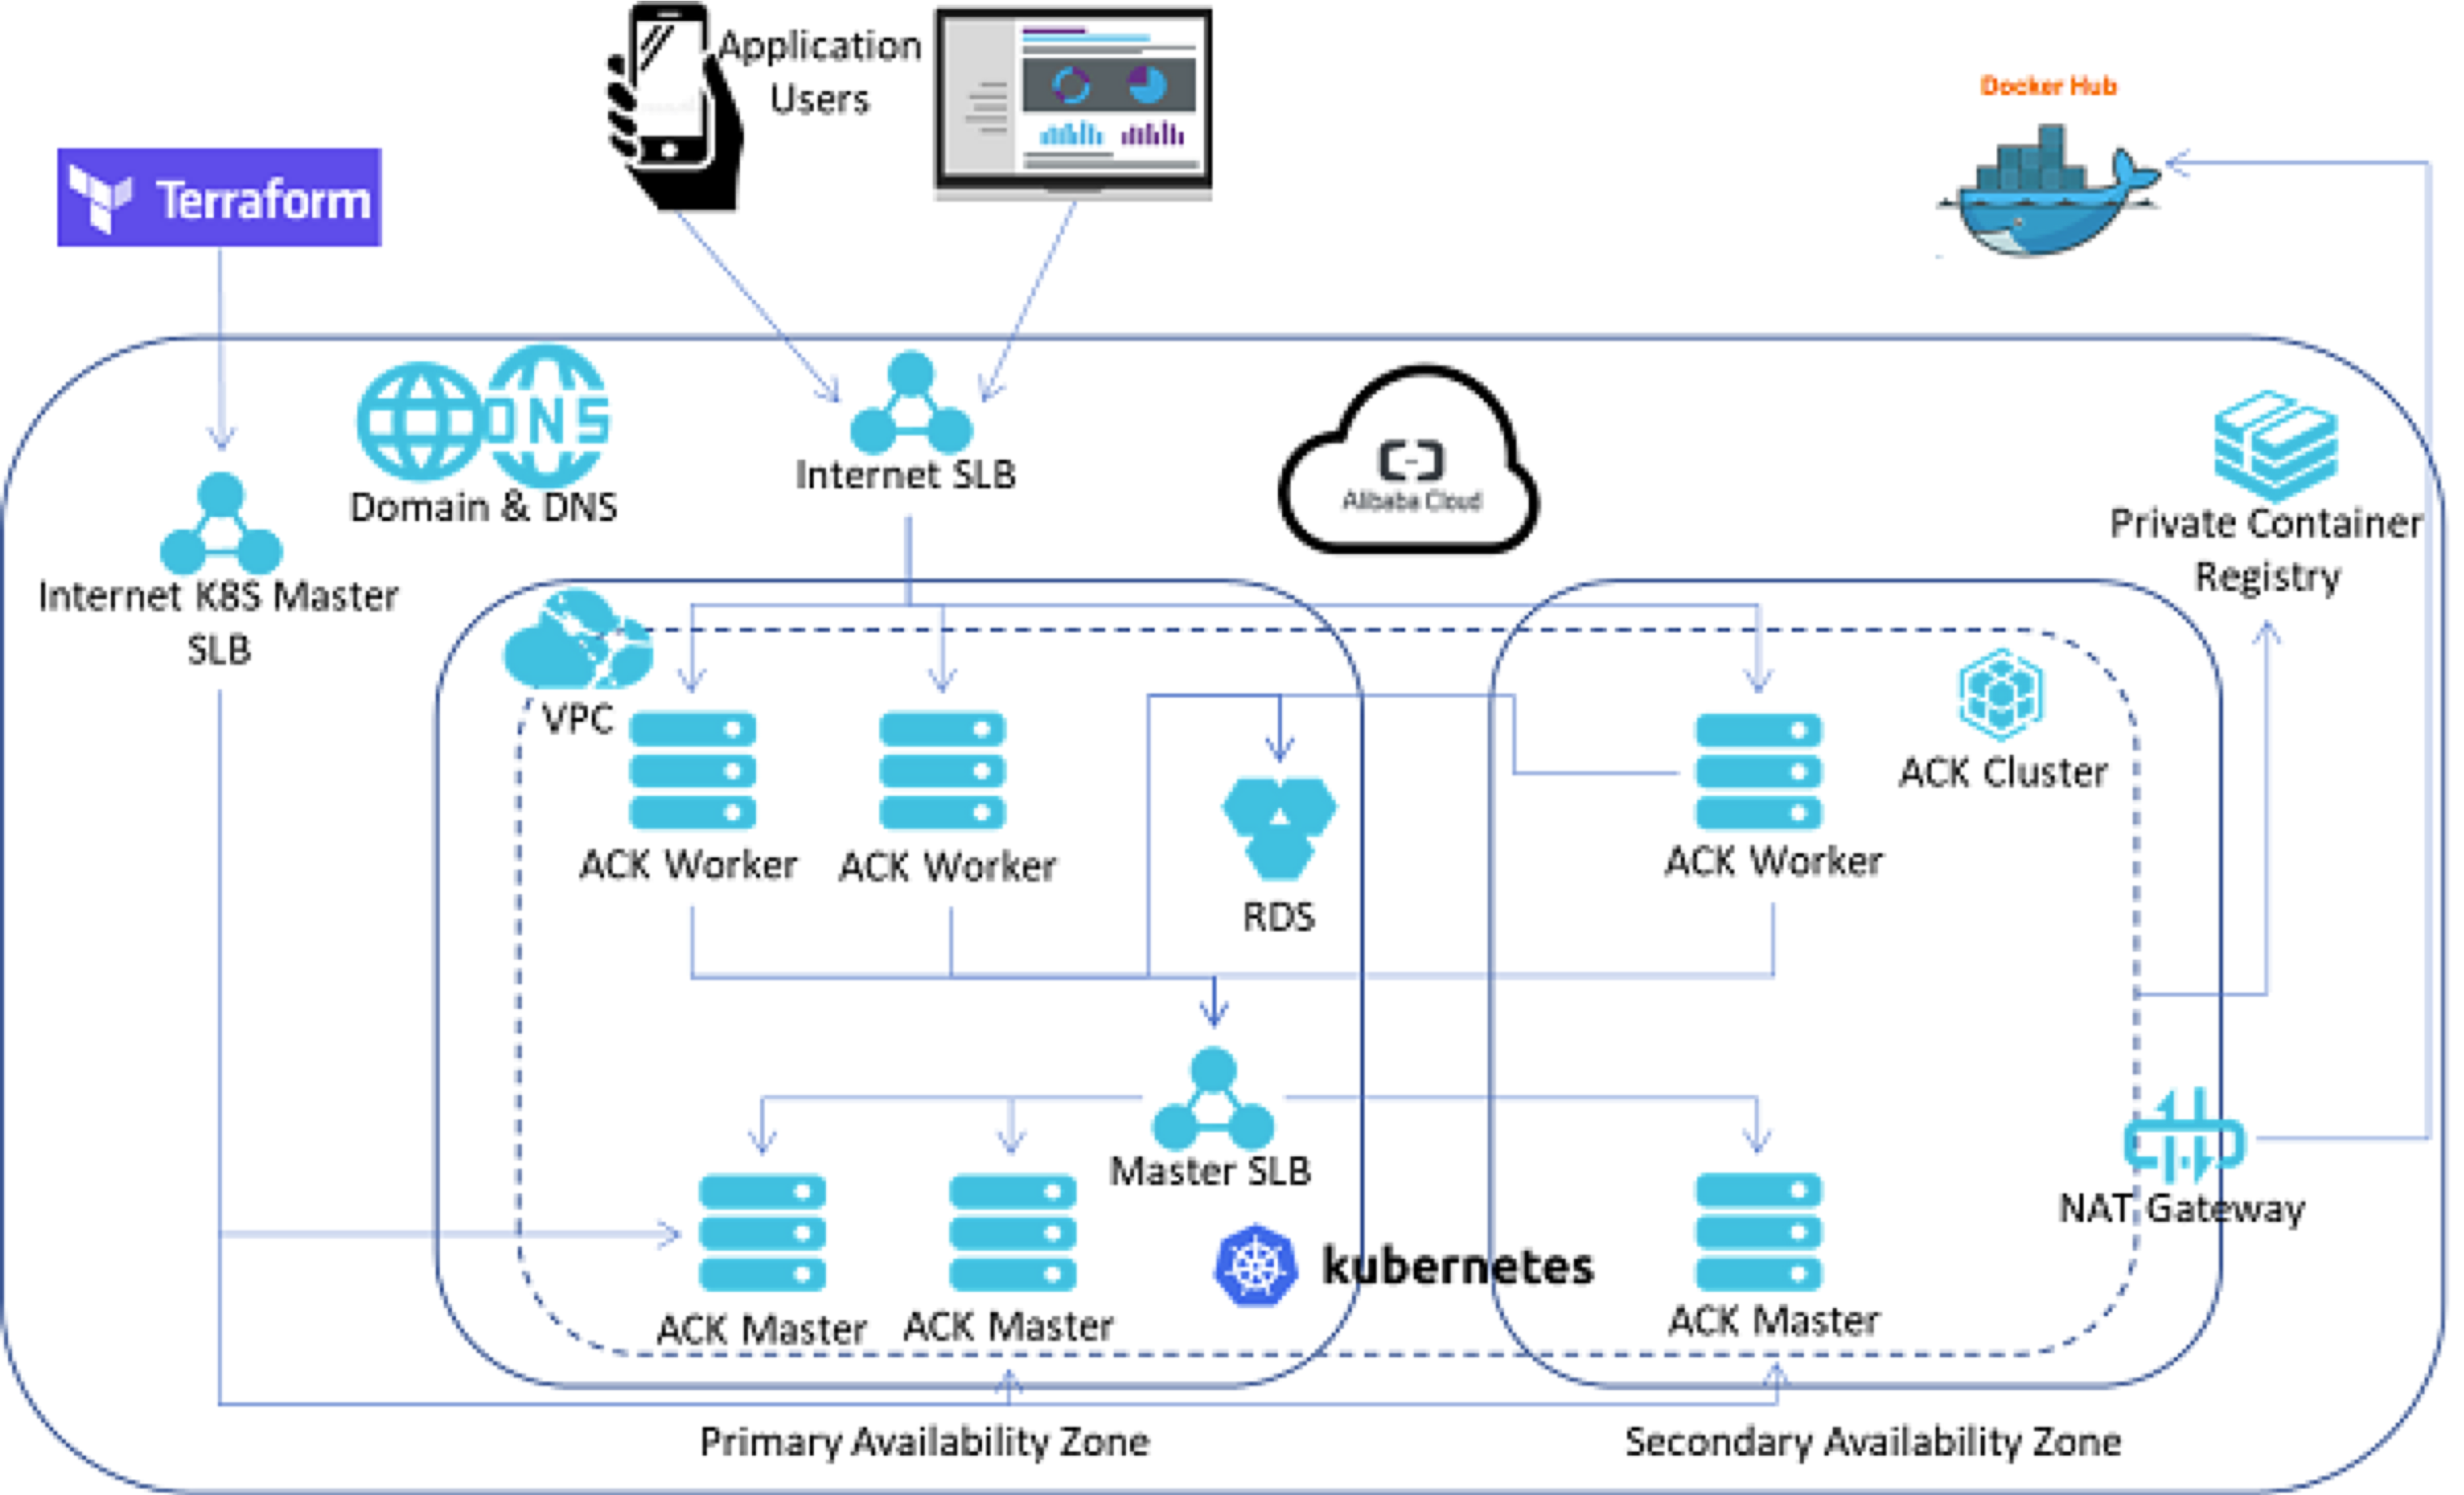 Application
Users
Docker Hub
Terraform
DNS
Domain & DNS
Internet SLB
Alibaba Cloud
Private Container
Registry
Internet K8S Master
SLB
VPC
ACK Cluster
ACK Worker
ACK Worker
ACK Worker
RDS
Master SLB
NAT Gateway
kubernetes
ACK Master
ACK Master
ACK Master
Primary Availability Zone
Secondary Availability Zone